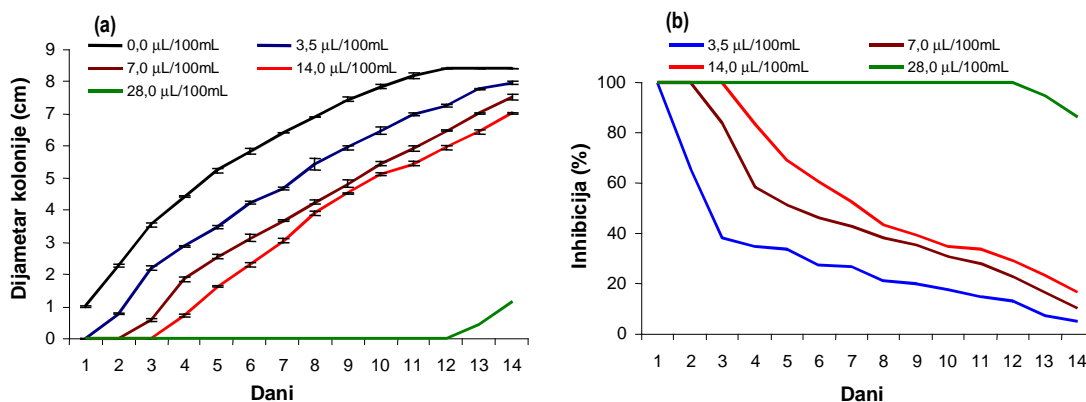 (a)
0,0 µL/100mL 3,5 µL/100mL
7,0 µL/100mL 14,0 µL/100mL
28,0 µL/100mL
Dijametar kolonije (cm)
9
8
7
6
5
4
3
2
1
0
1 2 3 4 5 6 7 8 9 10 11 12 13 14
Dani
(b)
3,5 µL/100mL 7,0 µL/100mL
14,0 µL/100mL 28,0 µL/100mL
Inhibicija (%)
100
80
60
40
20
0
1 2 3 4 5 6 7 8 9 10 11 12 13 14
Dani